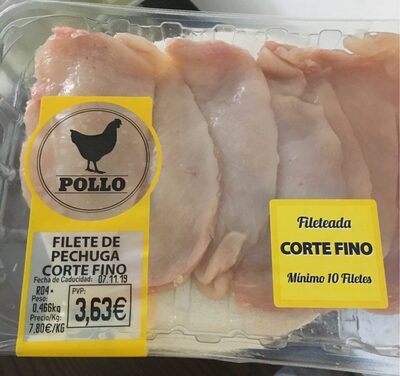 POLLO
FILETE DE
PECHUGA
CORTE FINO
Fecha de Caducidad: 07.11.19
R04*
Peso:
0,466kg
Precio/Kg:
7,80€/KG
PVP:
3,63€
Fileteada
CORTE FINO
Mínimo 10 Filetes